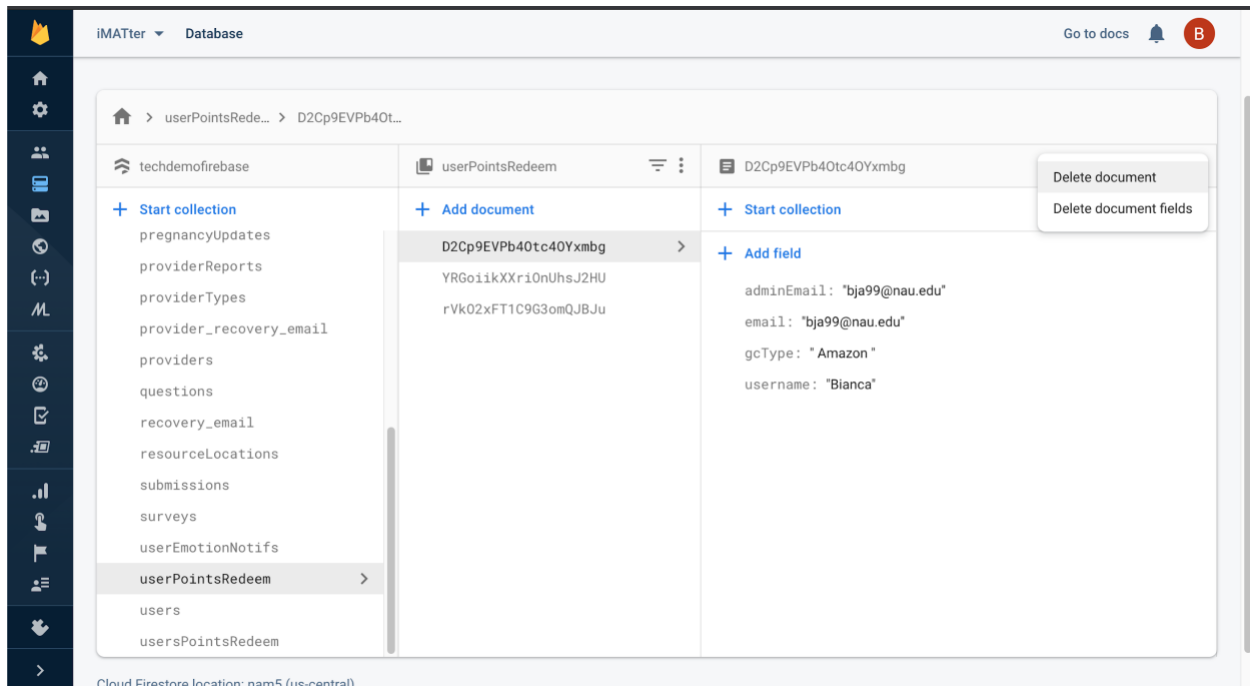 iMATter Database Go to docs B
userPointsRede... > D2Cp9EVPb4Ot...
techdemofirebase
+ Start collection
pregnancyUpdates
providerReports
providerTypes
provider_recovery_email
providers
questions
recovery_email
resourceLocations
submissions
surveys
userEmotionNotifs
userPointsRedeem
users
usersPointsRedeem
userPointsRedeem
+ Add document
D2Cp9EVPb4Otc4OYxmbg
YRGoiikXXriOnUhsJ2HU
rVkO2xFT1C9G3omQJBJu
D2Cp9EVPb4Otc4OYxmbg
+ Start collection
+ Add field
adminEmail: "bja99@nau.edu"
email: "bja99@nau.edu"
gcType: " Amazon "
username: "Bianca"
Delete document
Delete document fields
Cloud Firestore location: nam5 (us-central)